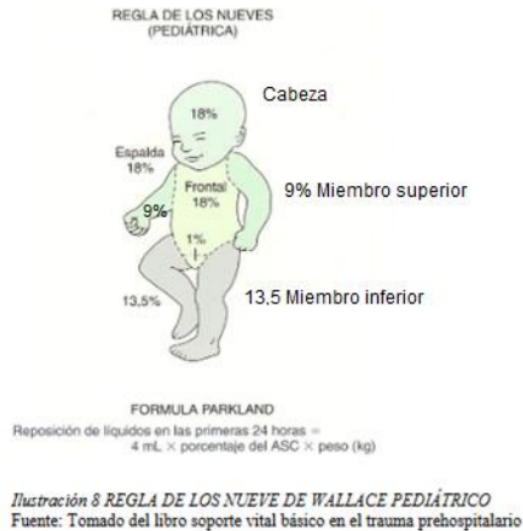 REGLA DE LOS NUEVES
(PEDIÁTRICA)
Cabeza
18%
Espalda
18%
Frontal
18%
9% Miembro superior
9%
1%
13,5%
13,5 Miembro inferior
FORMULA PARKLAND
Reposición de líquidos en las primeras 24 horas =
4 mL × porcentaje del ASC × peso (kg)
Ilustración 8 REGLA DE LOS NUEVE DE WALLACE PEDIÁTRICO
Fuente: Tomado del libro soporte vital básico en el trauma prehospitalario